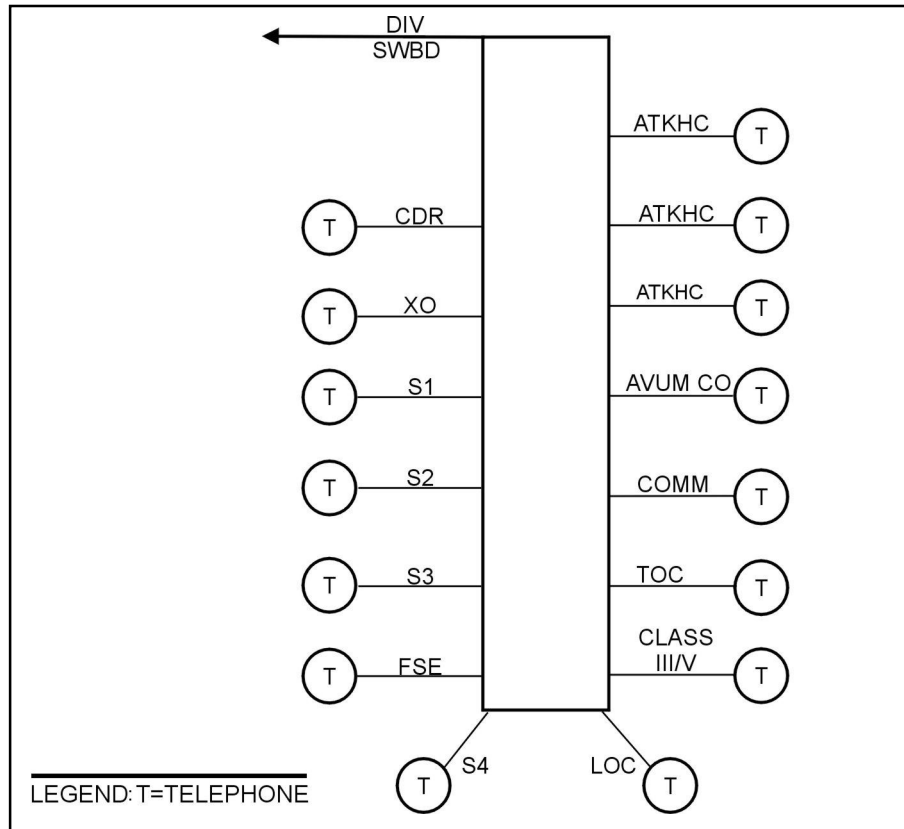 DIV
SWBD
ATKHC
T
T
CDR
ATKHC
T
T
XO
ATKHC
T
T
S1
AVUM CO
T
T
S2
COMM
T
T
S3
TOC
T
T
FSE
CLASS
III/V
T
T
S4
LOC
T
LEGEND: T=TELEPHONE